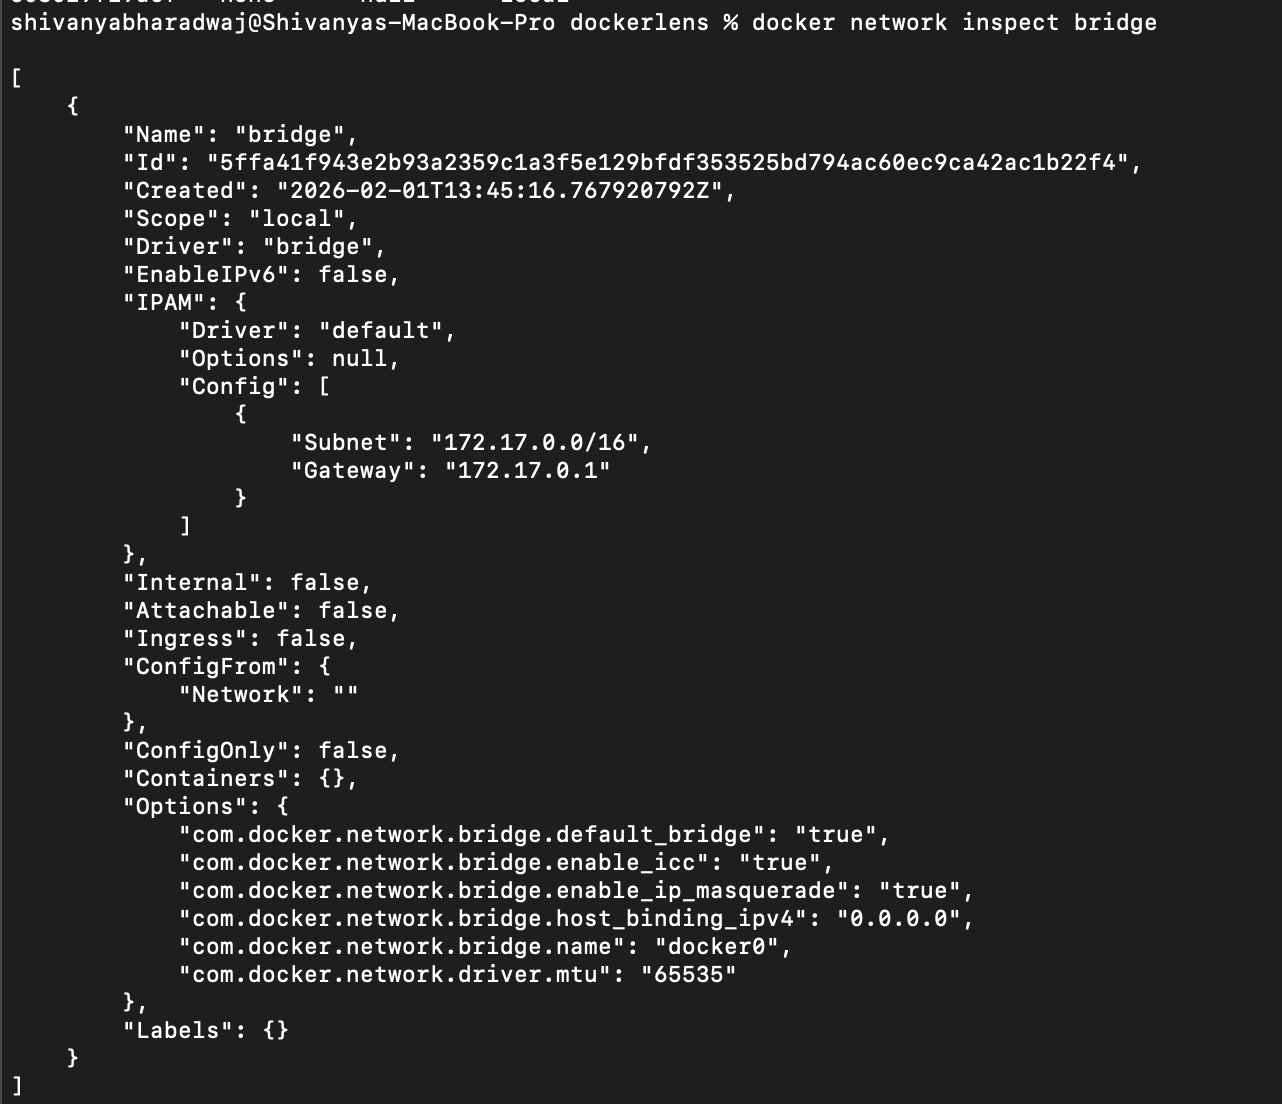 shivanyabharadwaj@Shivanyas-MacBook-Pro dockerlens % docker network inspect bridge
[
    {
        "Name": "bridge",
        "Id": "5ffa41f943e2b93a2359c1a3f5e129bfdf353525bd794ac60ec9ca42ac1b22f4",
        "Created": "2026-02-01T13:45:16.767920792Z",
        "Scope": "local",
        "Driver": "bridge",
        "EnableIPv6": false,
        "IPAM": {
            "Driver": "default",
            "Options": null,
            "Config": [
                {
                    "Subnet": "172.17.0.0/16",
                    "Gateway": "172.17.0.1"
                }
            ]
        },
        "Internal": false,
        "Attachable": false,
        "Ingress": false,
        "ConfigFrom": {
            "Network": ""
        },
        "ConfigOnly": false,
        "Containers": {},
        "Options": {
            "com.docker.network.bridge.default_bridge": "true",
            "com.docker.network.bridge.enable_icc": "true",
            "com.docker.network.bridge.enable_ip_masquerade": "true",
            "com.docker.network.bridge.host_binding_ipv4": "0.0.0.0",
            "com.docker.network.bridge.name": "docker0",
            "com.docker.network.driver.mtu": "65535"
        },
        "Labels": {}
    }
]